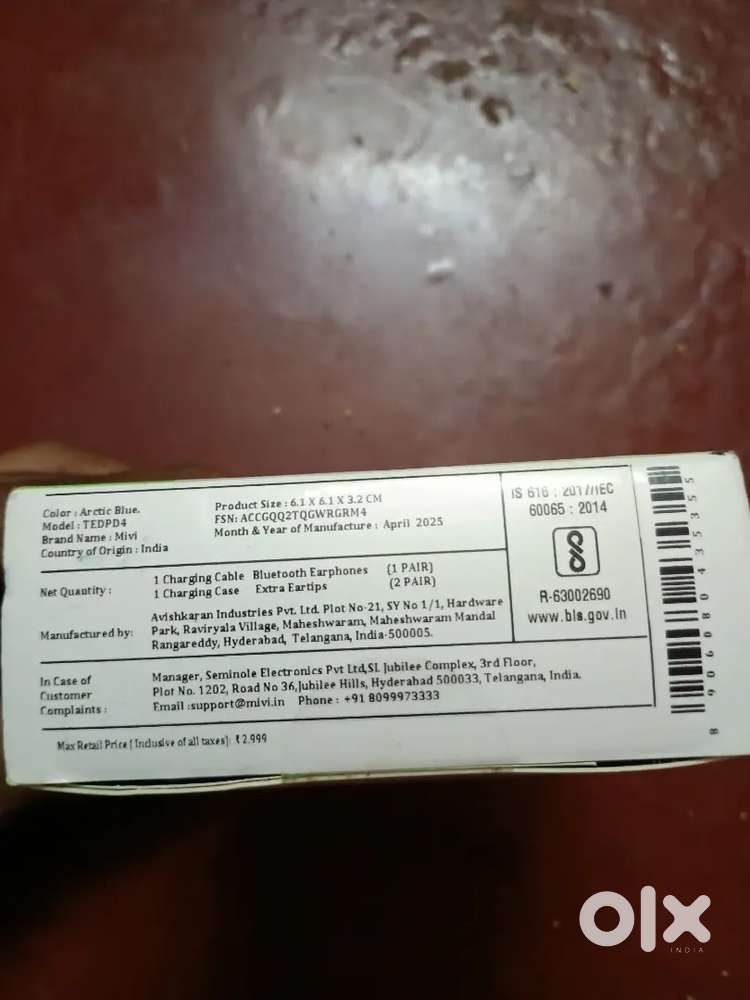 Color : Arctic Blue.
Model : TEDPD4
Brand Name : Mivi
Country of Origin : India
Product Size : 6.1 X 6.1 X 3.2 CM
FSN: ACCGQQ2TQGWRGRM4
Month & Year of Manufacture : April 2025
IS 616 : 2017/IEC
60065 : 2014
R-63002690
www.bis.gov.in
Net Quantity :
1 Charging Cable Bluetooth Earphones (1 PAIR)
1 Charging Case Extra Eartips (2 PAIR)
Manufactured by:
Avishkaran Industries Pvt. Ltd. Plot No-21, SY No 1/1, Hardware
Park, Raviryala Village, Maheshwaram, Maheshwaram Mandal
Rangareddy, Hyderabad, Telangana, India-500005.
In Case of
Customer
Complaints :
Manager, Seminole Electronics Pvt Ltd,SL Jubilee Complex, 3rd Floor,
Plot No. 1202, Road No 36,Jubilee Hills, Hyderabad 500033, Telangana, India.
Email :support@mivi.in Phone : +91 8099973333
Max Retail Price [Inclusive of all taxes]: ₹ 2,999
8 906080 435355
olx
INDIA